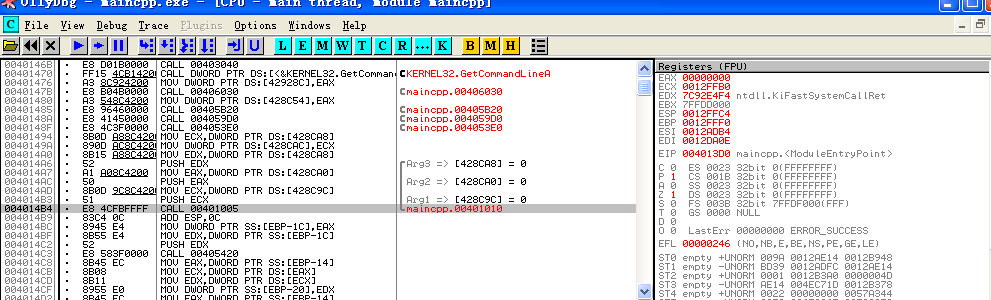 OllyDbg - maincpp.exe - [CPU - main thread, module maincpp]
C File View Debug Trace Plugins Options Windows Help
L E M W T C R ... K B M H
0040146B · E8 D01B0000 CALL 00403040
00401470 · FF15 4CB14200 CALL DWORD PTR DS:[<&KERNEL32.GetComman CKERNEL32.GetCommandLineA
00401476 · A3 8C924200 MOV DWORD PTR DS:[42928C],EAX
0040147B · E8 B04B0000 CALL 00406030 Cmaincpp.00406030
00401480 · A3 548C4200 MOV DWORD PTR DS:[428C54],EAX
00401485 · E8 96460000 CALL 00405B20 Cmaincpp.00405B20
0040148A · E8 41450000 CALL 004059D0 Cmaincpp.004059D0
0040148F · E8 4C3F0000 CALL 004053E0 Cmaincpp.004053E0
00401494 · 8B0D A88C4200 MOV ECX,DWORD PTR DS:[428CA8]
0040149A · 890D AC8C4200 MOV DWORD PTR DS:[428CAC],ECX
004014A0 · 8B15 A88C4200 MOV EDX,DWORD PTR DS:[428CA8]
004014A6 · 52 PUSH EDX Arg3 => [428CA8] = 0
004014A7 · A1 A08C4200 MOV EAX,DWORD PTR DS:[428CA0]
004014AC · 50 PUSH EAX Arg2 => [428CA0] = 0
004014AD · 8B0D 9C8C4200 MOV ECX,DWORD PTR DS:[428C9C]
004014B3 · 51 PUSH ECX Arg1 => [428C9C] = 0
004014B4 · E8 4CFBFFFF CALL 00401005 maincpp.00401010
004014B9 · 83C4 0C ADD ESP,0C
004014BC · 8945 E4 MOV DWORD PTR SS:[EBP-1C],EAX
004014BF · 8B55 E4 MOV EDX,DWORD PTR SS:[EBP-1C]
004014C2 · 52 PUSH EDX
004014C3 · E8 583F0000 CALL 00405420
004014C8 · 8B45 EC MOV EAX,DWORD PTR SS:[EBP-14]
004014CB · 8B08 MOV ECX,DWORD PTR DS:[EAX]
004014CD · 8B11 MOV EDX,DWORD PTR DS:[ECX]
004014CF · 8955 E0 MOV DWORD PTR SS:[EBP-20],EDX
004014D2 · 8B45 EC MOV EAX,DWORD PTR SS:[EBP-14]
Registers (FPU)
EAX 00000000
ECX 0012FFB0
EDX 7C92E4F4 ntdll.KiFastSystemCallRet
EBX 7FFDD000
ESP 0012FFC4
EBP 0012FFF0
ESI 0012ADB4
EDI 0012DA0E
EIP 004013D0 maincpp.<ModuleEntryPoint>
C 0 ES 0023 32bit 0(FFFFFFFF)
P 1 CS 001B 32bit 0(FFFFFFFF)
A 0 SS 0023 32bit 0(FFFFFFFF)
Z 1 DS 0023 32bit 0(FFFFFFFF)
S 0 FS 003B 32bit 7FFDF000(FFF)
T 0 GS 0000 NULL
D 0
O 0 LastErr 00000000 ERROR_SUCCESS
EFL 00000246 (NO,NB,E,BE,NS,PE,GE,LE)
ST0 empty +UNORM 009A 0012AE14 0012B948
ST1 empty -UNORM BD39 0012ADFC 0012AE14
ST2 empty +UNORM 0001 0012B3A0 0000004D
ST3 empty -UNORM AE14 004EC71D 0012B378
ST4 empty +UNORM 0022 00000000 0057A344